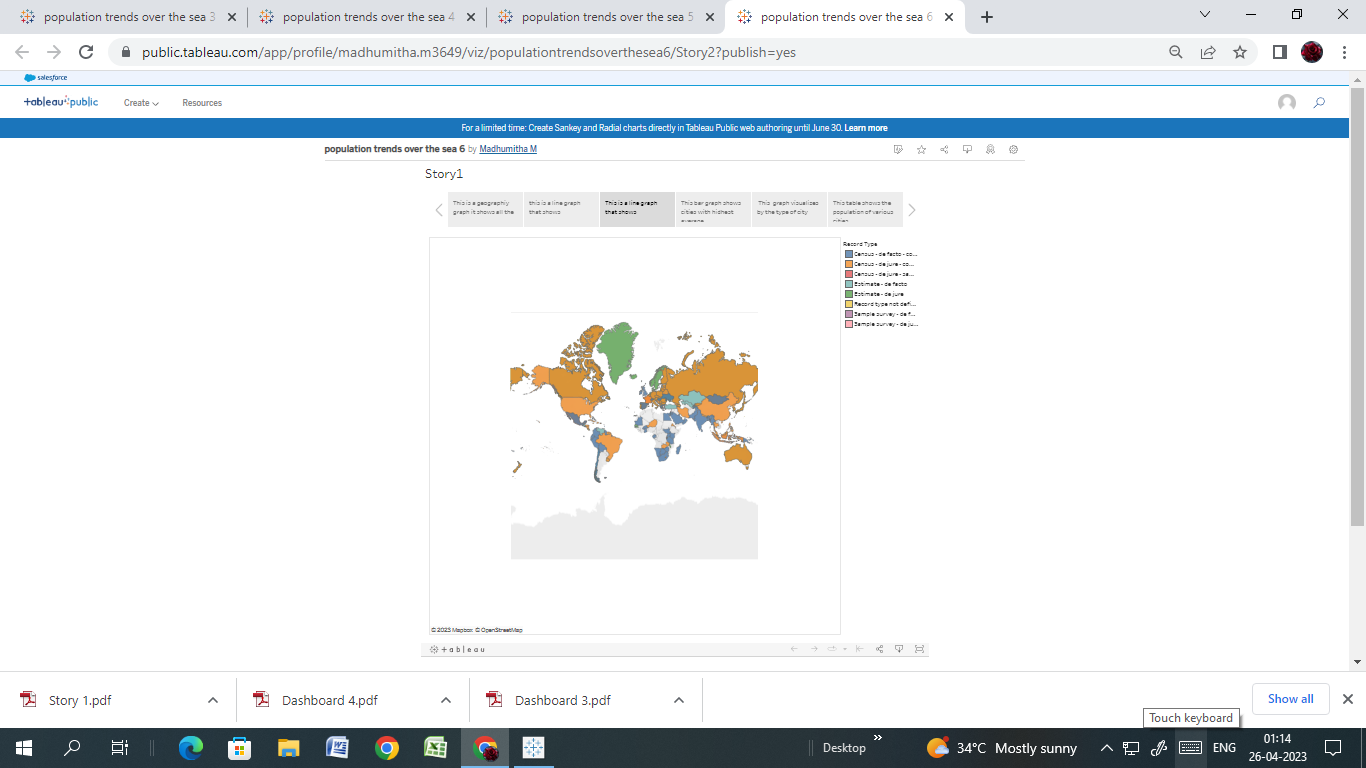 population trends over the sea 3
population trends over the sea 4
population trends over the sea 5
population trends over the sea 6
public.tableau.com/app/profile/madhumitha.m3649/viz/populationtrendsoverthesea6/Story2?publish=yes
salesforce
+ableau public
Create
Resources
For a limited time: Create Sankey and Radial charts directly in Tableau Public web authoring until June 30. Learn more
population trends over the sea 6 by Madhumitha M
Story1
This is a geography
graph it shows all the
this is a line graph
that shows
This is a line graph
that shows
This bar graph shows
cities with highest
average
This graph visualises
by the type of city
This table shows the
population of various
cities
Record Type
Census - de facto - co...
Census - de jure - co...
Census - de jure - sa...
Estimate - de facto
Estimate - de jure
Record type not defi...
Sample survey - de f...
Sample survey - de ju...
© 2023 Mapbox © OpenStreetMap
+ableau
Story 1.pdf
Dashboard 4.pdf
Dashboard 3.pdf
Show all
Touch keyboard
Desktop
34°C Mostly sunny
ENG
01:14
26-04-2023